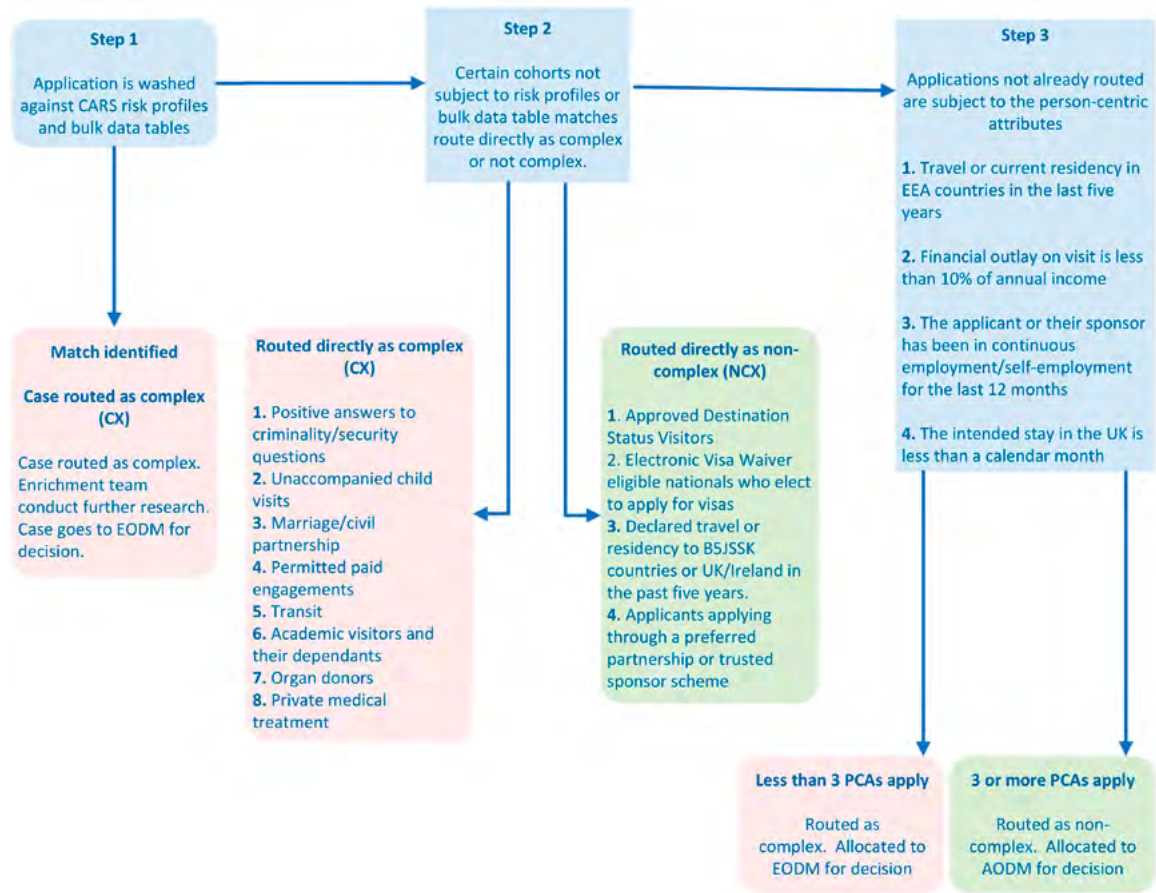 Step 1
Application is washed
against CARS risk profiles
and bulk data tables
Step 2
Certain cohorts not
subject to risk profiles or
bulk data table matches
route directly as complex
or not complex.
Step 3
Applications not already routed
are subject to the person-centric
attributes
1. Travel or current residency in
EEA countries in the last five
years
2. Financial outlay on visit is less
than 10% of annual income
3. The applicant or their sponsor
has been in continuous
employment/self-employment
for the last 12 months
4. The intended stay in the UK is
less than a calendar month
Match identified
Case routed as complex
(CX)
Case routed as complex.
Enrichment team
conduct further research.
Case goes to EODM for
decision.
Routed directly as complex
(CX)
1. Positive answers to
criminality/security
questions
2. Unaccompanied child
visits
3. Marriage/civil
partnership
4. Permitted paid
engagements
5. Transit
6. Academic visitors and
their dependants
7. Organ donors
8. Private medical
treatment
Routed directly as non-
complex (NCX)
1. Approved Destination
Status Visitors
2. Electronic Visa Waiver
eligible nationals who elect
to apply for visas
3. Declared travel or
residency to B5JSSK
countries or UK/Ireland in
the past five years.
4. Applicants applying
through a preferred
partnership or trusted
sponsor scheme
Less than 3 PCAs apply
Routed as
complex. Allocated to
EODM for decision
3 or more PCAs apply
Routed as non-
complex. Allocated to
AODM for decision